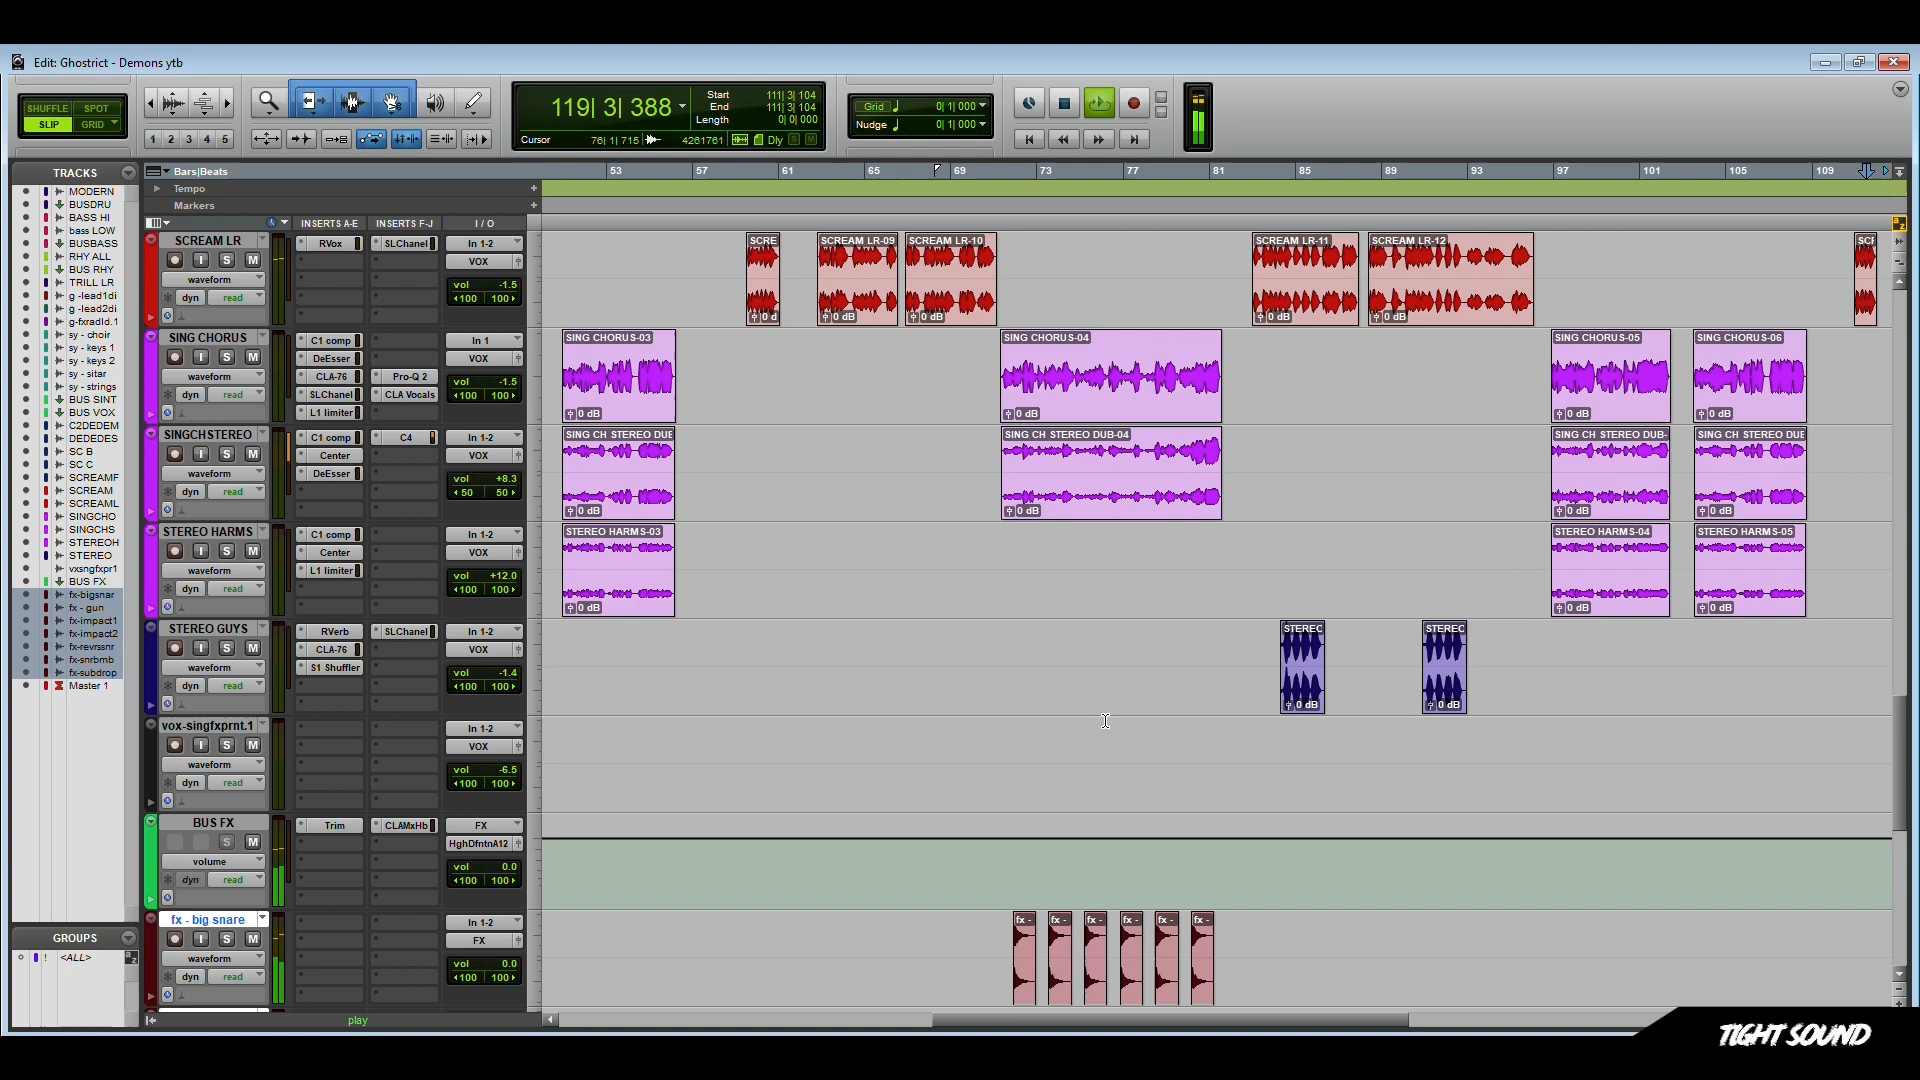 Edit: Ghostrict - Demons ytb
SHUFFLE SPOT
SLIP GRID
1 2 3 4 5
119| 3| 388
Start 111| 3| 104
End 111| 3| 104
Length 0| 0| 000
Cursor 76| 1| 715 4261761 Dly S M
Grid 0| 1| 000
Nudge 0| 1| 000
TRACKS
MODERN
BUSDRU
BASS HI
bass LOW
BUSBASS
RHY ALL
BUS RHY
TRILL LR
g -lead1di
g -lead2di
g-fxradld.1
sy - choir
sy - keys 1
sy - keys 2
sy - sitar
sy - strings
BUS SINT
BUS VOX
C2DEDEM
DEDEDES
SC B
SC C
SCREAMF
SCREAM
SCREAML
SINGCHO
SINGCHS
STEREOH
STEREO
vxsngfxpr1
BUS FX
fx-bigsnar
fx - gun
fx-impact1
fx-impact2
fx-revrssnr
fx-snrbmb
fx-subdrop
Master 1
GROUPS
! <ALL>
Bars|Beats 53 57 61 65 69 73 77 81 85 89 93 97 101 105 109
Tempo
Markers
INSERTS A-E INSERTS F-J I / O
SCREAM LR
I S M
waveform
dyn read
RVox SLChanel In 1-2
VOX
vol -1.5
100 100
SCRE SCREAM LR-09 SCREAM LR-10 SCREAM LR-11 SCREAM LR-12 SCF
0 d 0 dB 0 dB 0 dB 0 dB
SING CHORUS
I S M
waveform
dyn read
C1 comp In 1
DeEsser VOX
CLA-76 Pro-Q 2
SLChanel CLA Vocals
L1 limiter
vol -1.5
100 100
SING CHORUS-03 SING CHORUS-04 SING CHORUS-05 SING CHORUS-06
0 dB 0 dB 0 dB 0 dB
SINGCHSTEREO
I S M
waveform
dyn read
C1 comp C4 In 1-2
Center VOX
DeEsser
vol +8.3
50 50
SING CH STEREO DUE SING CH STEREO DUB-04 SING CH STEREO DUB- SING CH STEREO DUE
0 dB 0 dB 0 dB 0 dB
STEREO HARMS
I S M
waveform
dyn read
C1 comp In 1-2
Center VOX
L1 limiter
vol +12.0
100 100
STEREO HARMS-03 STEREO HARMS-04 STEREO HARMS-05
0 dB 0 dB 0 dB
STEREO GUYS
I S M
waveform
dyn read
RVerb SLChanel In 1-2
CLA-76 VOX
S1 Shuffler
vol -1.4
100 100
STEREC STEREC
0 dB 0 dB
vox-singfxprnt.1
I S M
waveform
dyn read
In 1-2
VOX
vol -6.5
100 100
BUS FX
S M
volume
dyn read
Trim CLAMxHb FX
HghDfntnA12
vol 0.0
100 100
fx - big snare
I S M
waveform
dyn read
In 1-2
FX
vol 0.0
100 100
fx - fx - fx - fx - fx - fx -
play
TIGHT SOUND